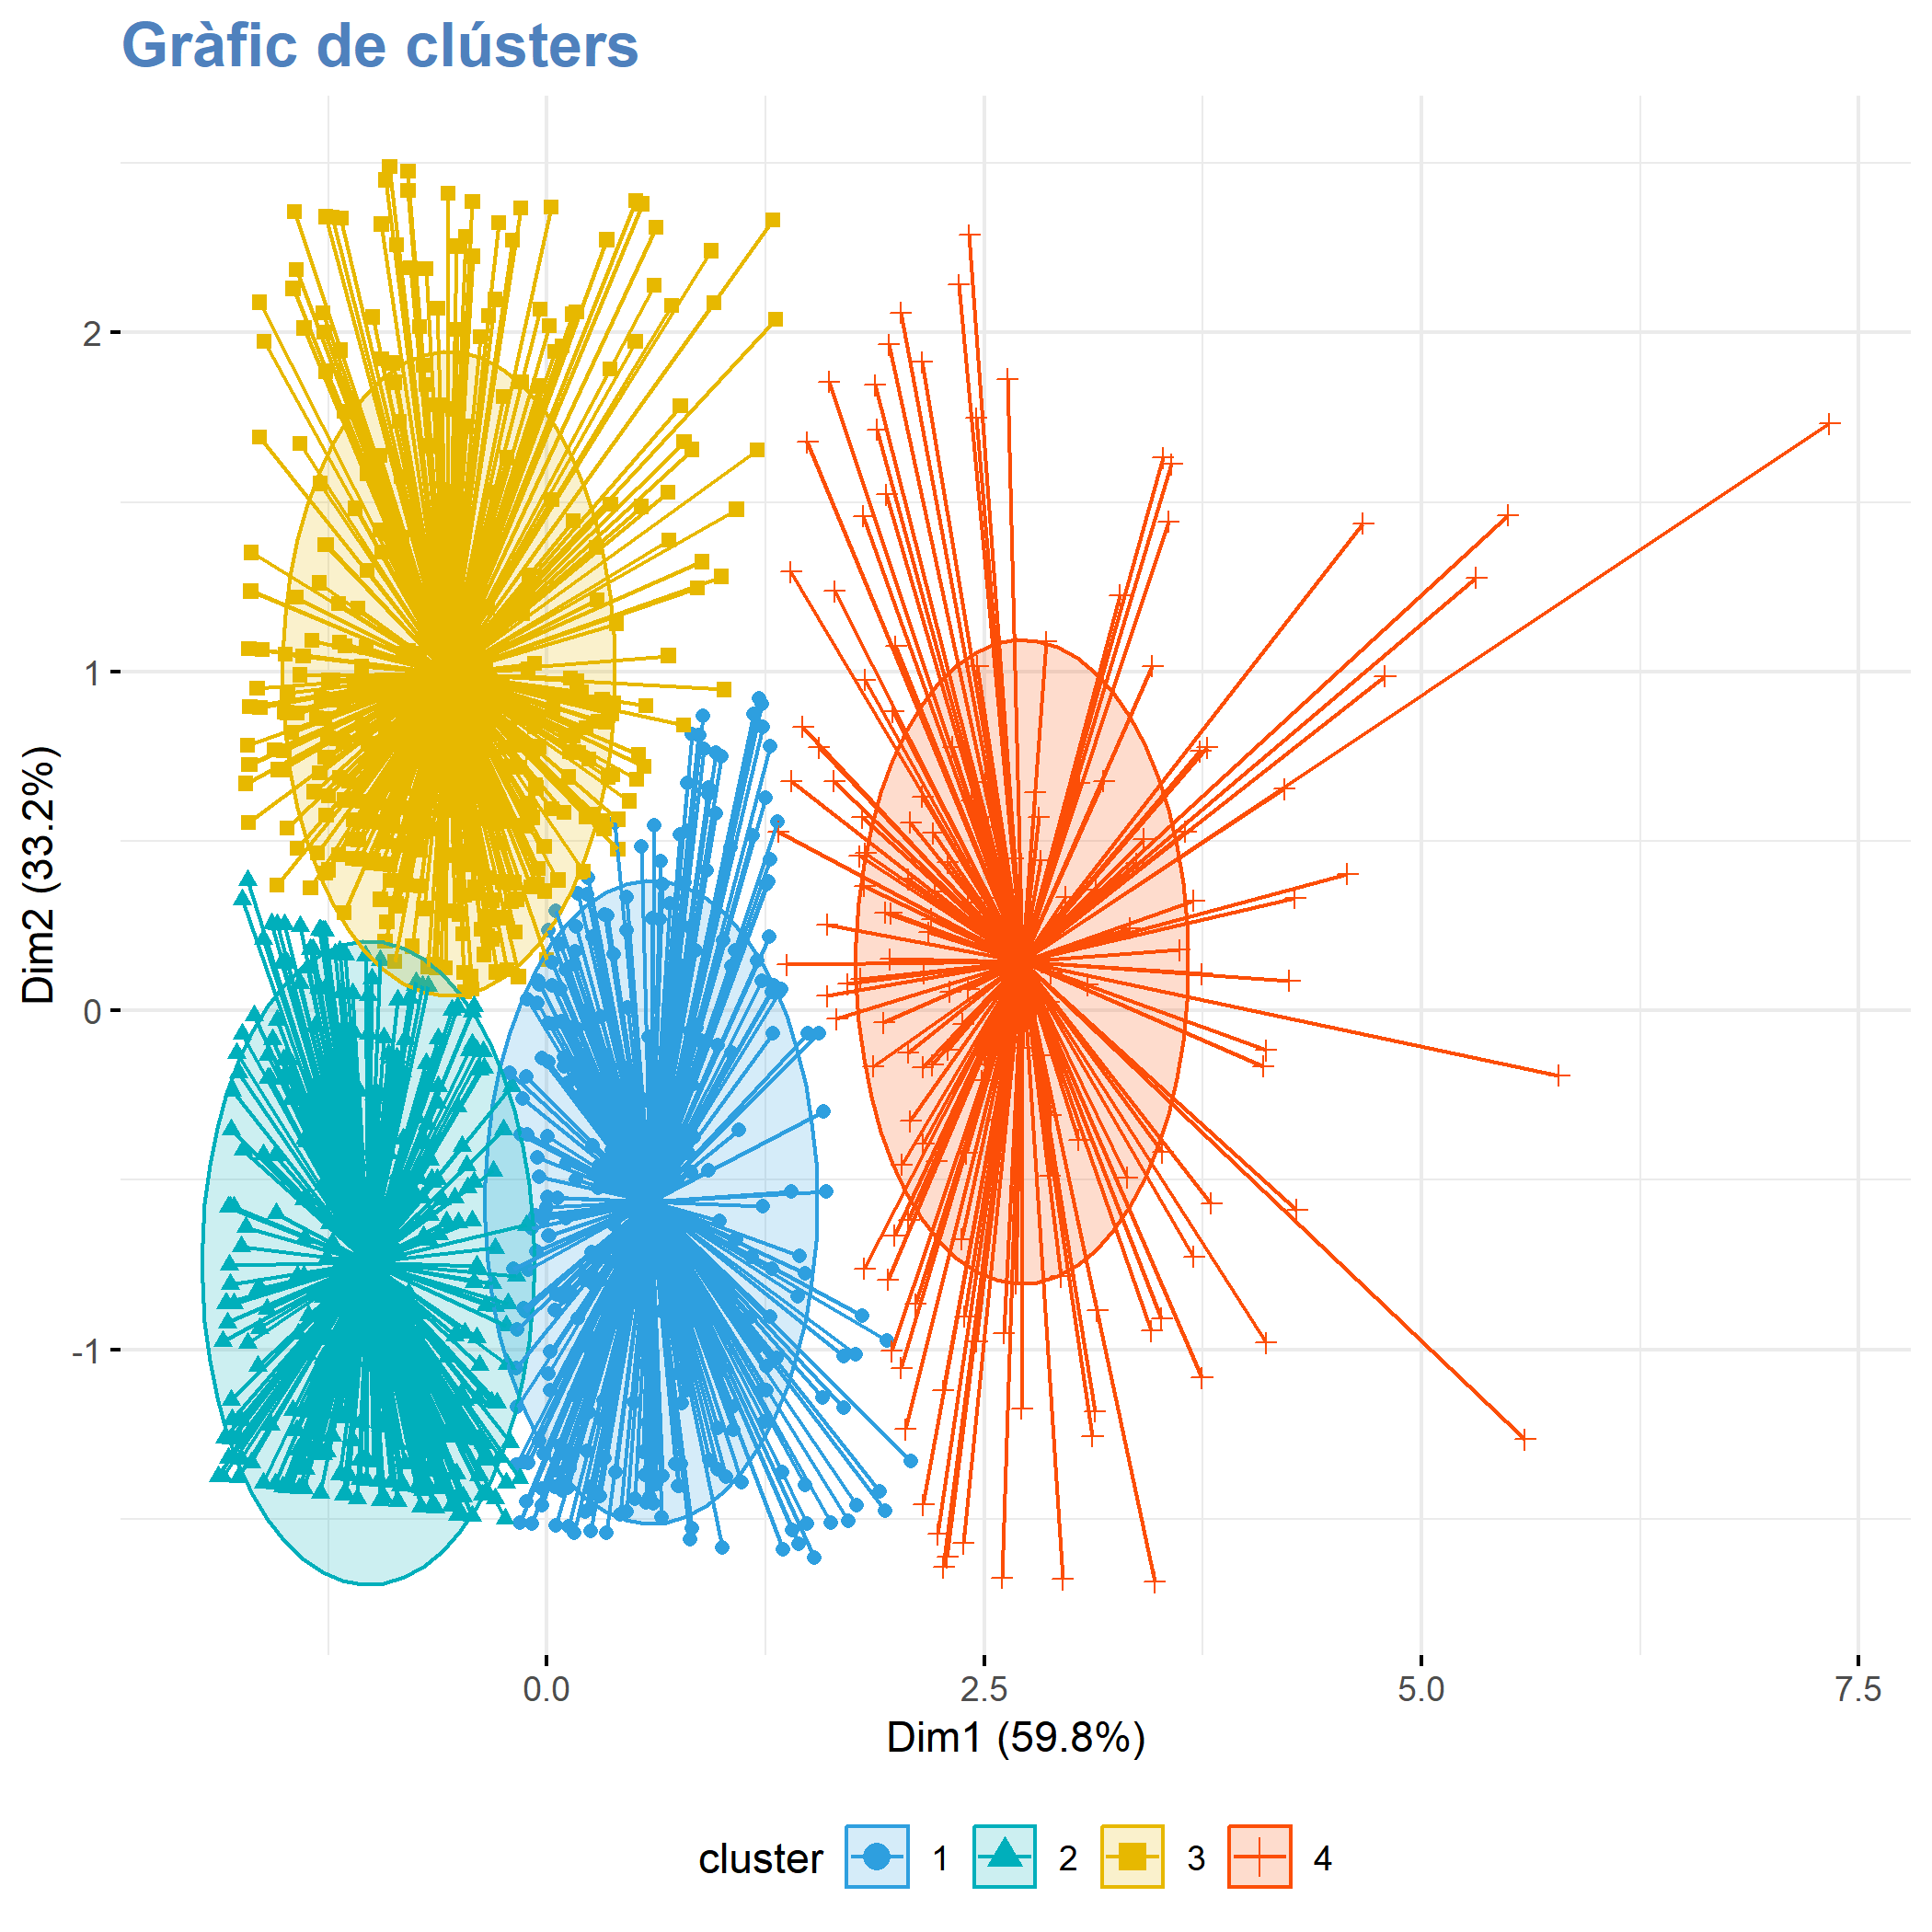 Gràfic de clústers
Dim2 (33.2%)
2
1
0
-1
0.0 2.5 5.0 7.5
Dim1 (59.8%)
cluster 1 2 3 4